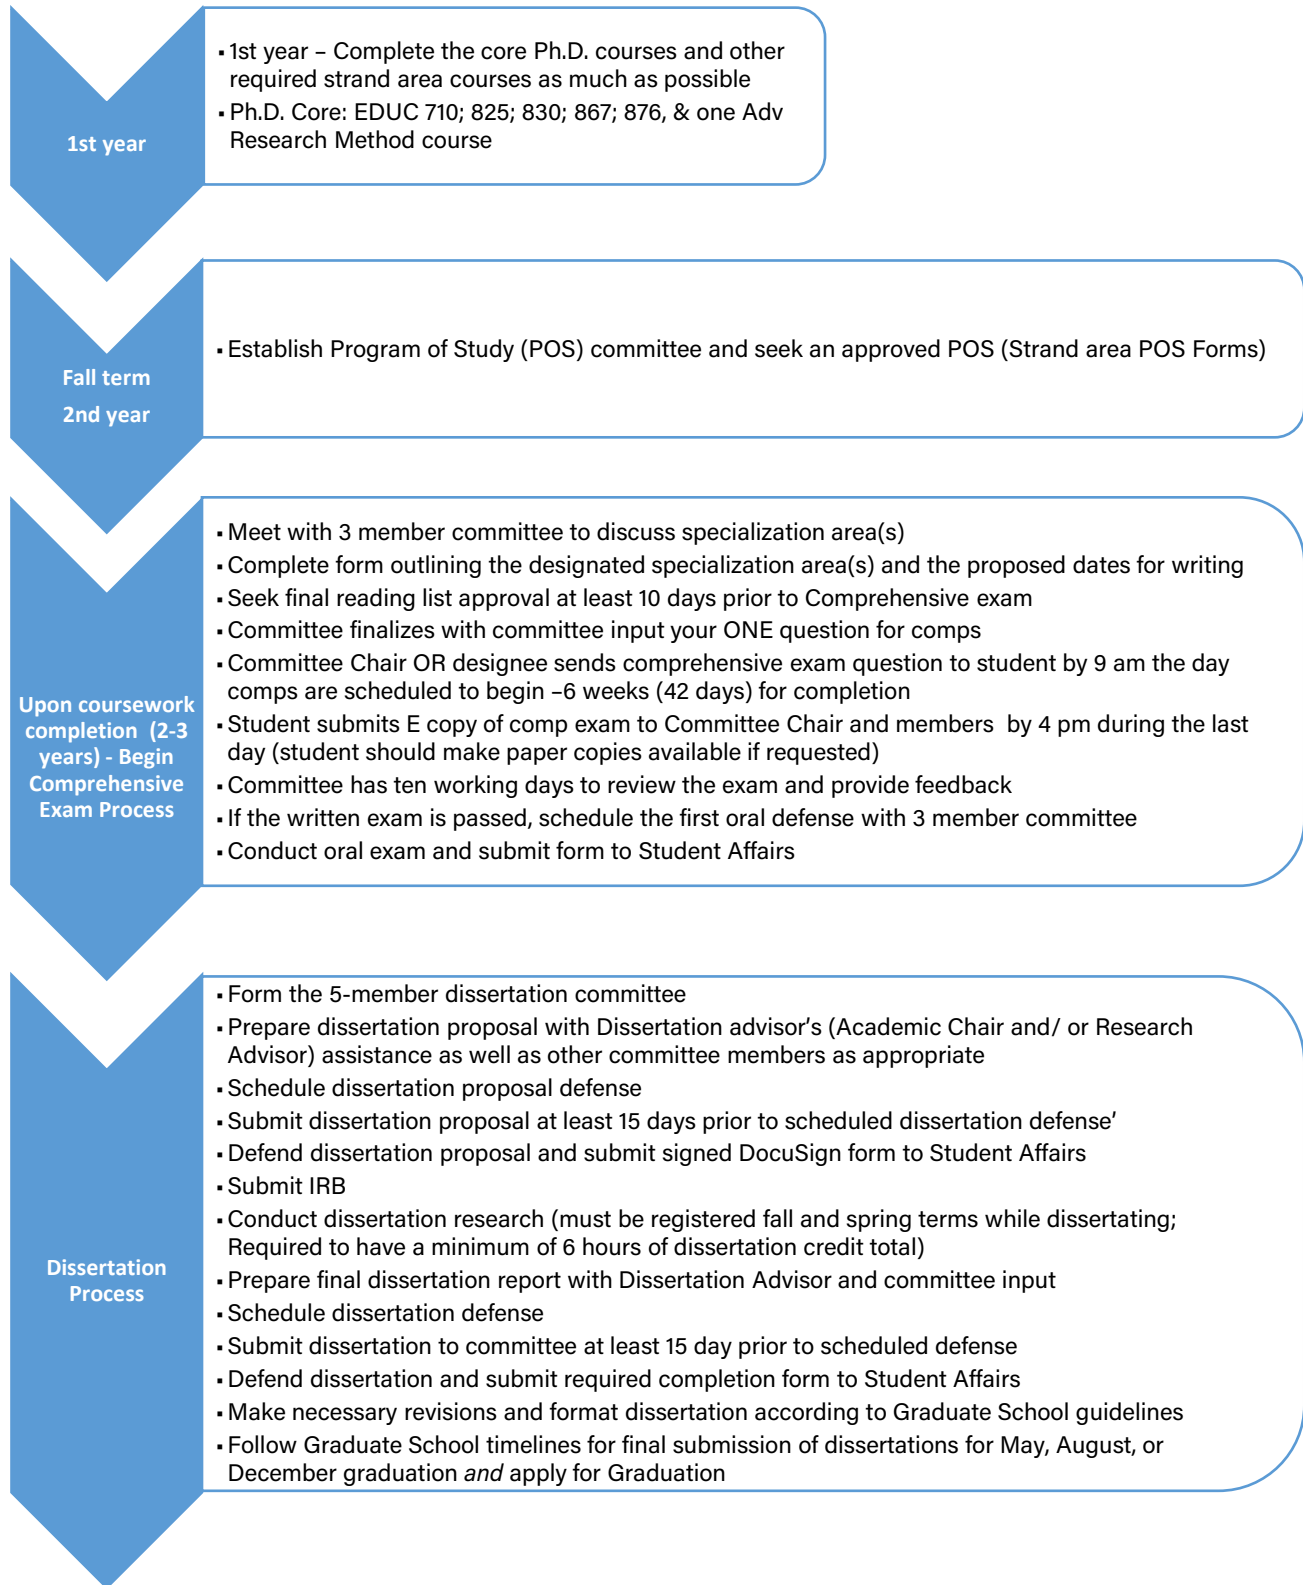 1st year
▪ 1st year – Complete the core Ph.D. courses and other
required strand area courses as much as possible
▪ Ph.D. Core: EDUC 710; 825; 830; 867; 876, & one Adv
Research Method course
Fall term
2nd year
▪ Establish Program of Study (POS) committee and seek an approved POS (Strand area POS Forms)
Upon coursework
completion (2-3
years) - Begin
Comprehensive
Exam Process
▪ Meet with 3 member committee to discuss specialization area(s)
▪ Complete form outlining the designated specialization area(s) and the proposed dates for writing
▪ Seek final reading list approval at least 10 days prior to Comprehensive exam
▪ Committee finalizes with committee input your ONE question for comps
▪ Committee Chair OR designee sends comprehensive exam question to student by 9 am the day
comps are scheduled to begin –6 weeks (42 days) for completion
▪ Student submits E copy of comp exam to Committee Chair and members by 4 pm during the last
day (student should make paper copies available if requested)
▪ Committee has ten working days to review the exam and provide feedback
▪ If the written exam is passed, schedule the first oral defense with 3 member committee
▪ Conduct oral exam and submit form to Student Affairs
Dissertation
Process
▪ Form the 5-member dissertation committee
▪ Prepare dissertation proposal with Dissertation advisor's (Academic Chair and/ or Research
Advisor) assistance as well as other committee members as appropriate
▪ Schedule dissertation proposal defense
▪ Submit dissertation proposal at least 15 days prior to scheduled dissertation defense’
▪ Defend dissertation proposal and submit signed DocuSign form to Student Affairs
▪ Submit IRB
▪ Conduct dissertation research (must be registered fall and spring terms while dissertating;
Required to have a minimum of 6 hours of dissertation credit total)
▪ Prepare final dissertation report with Dissertation Advisor and committee input
▪ Schedule dissertation defense
▪ Submit dissertation to committee at least 15 day prior to scheduled defense
▪ Defend dissertation and submit required completion form to Student Affairs
▪ Make necessary revisions and format dissertation according to Graduate School guidelines
▪ Follow Graduate School timelines for final submission of dissertations for May, August, or
December graduation and apply for Graduation